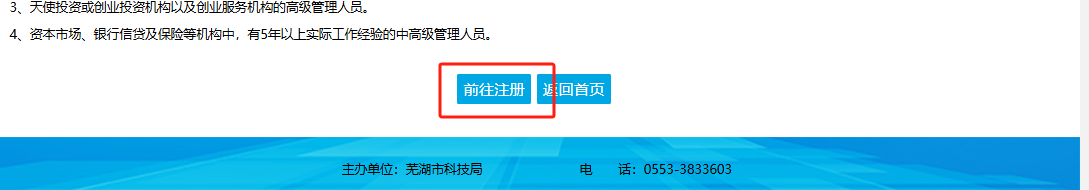 3、天使投资或创业投资机构以及创业服务机构的高级管理人员。
4、资本市场、银行信贷及保险等机构中，有5年以上实际工作经验的中高级管理人员。
前往注册 返回首页
主办单位：芜湖市科技局 电 话：0553-3833603